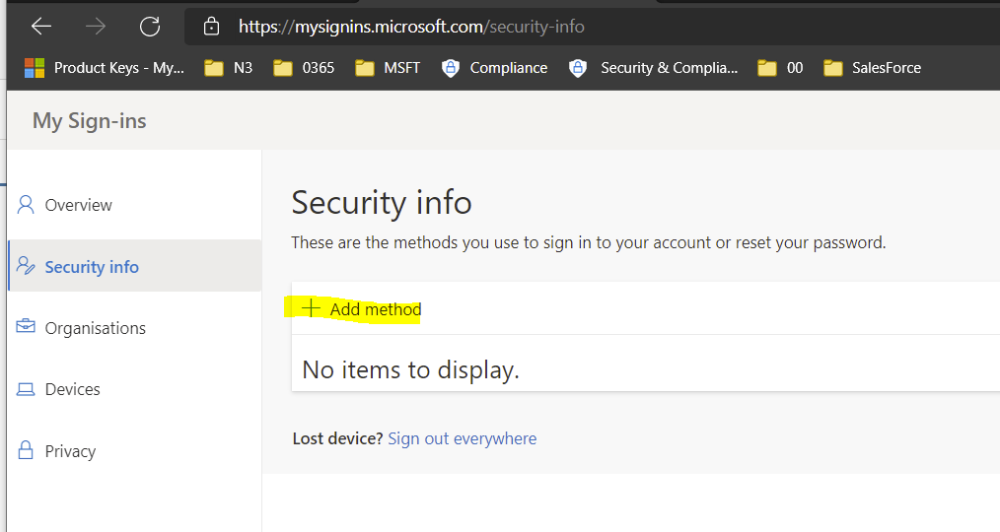 https://mysignins.microsoft.com/security-info
Product Keys - My... N3 0365 MSFT Compliance Security & Complia... 00 SalesForce
My Sign-ins
Overview
Security info
Organisations
Devices
Privacy
Security info
These are the methods you use to sign in to your account or reset your password.
+ Add method
No items to display.
Lost device? Sign out everywhere